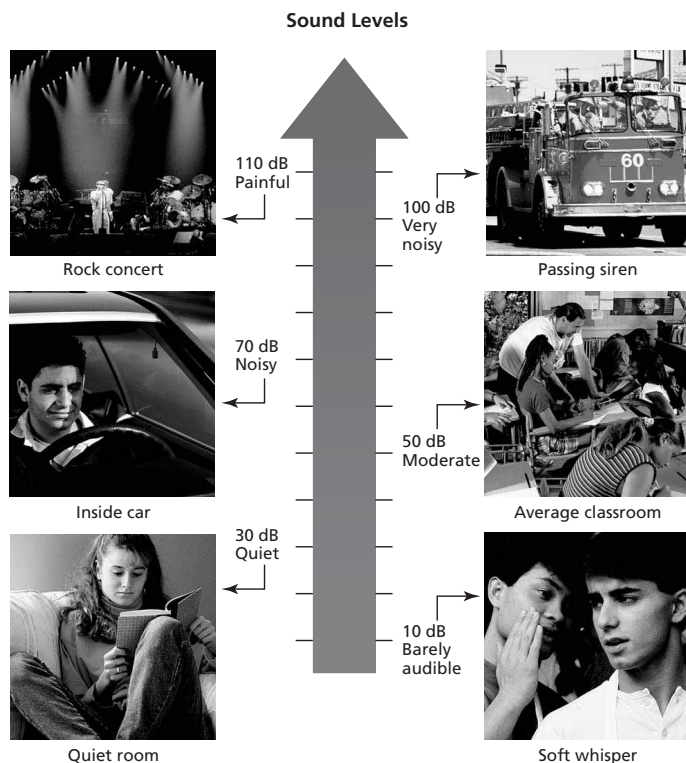 Sound Levels
110 dB
Painful
100 dB
Very
noisy
60
Rock concert
Passing siren
70 dB
Noisy
50 dB
Moderate
Inside car
Average classroom
30 dB
Quiet
10 dB
Barely
audible
Quiet room
Soft whisper